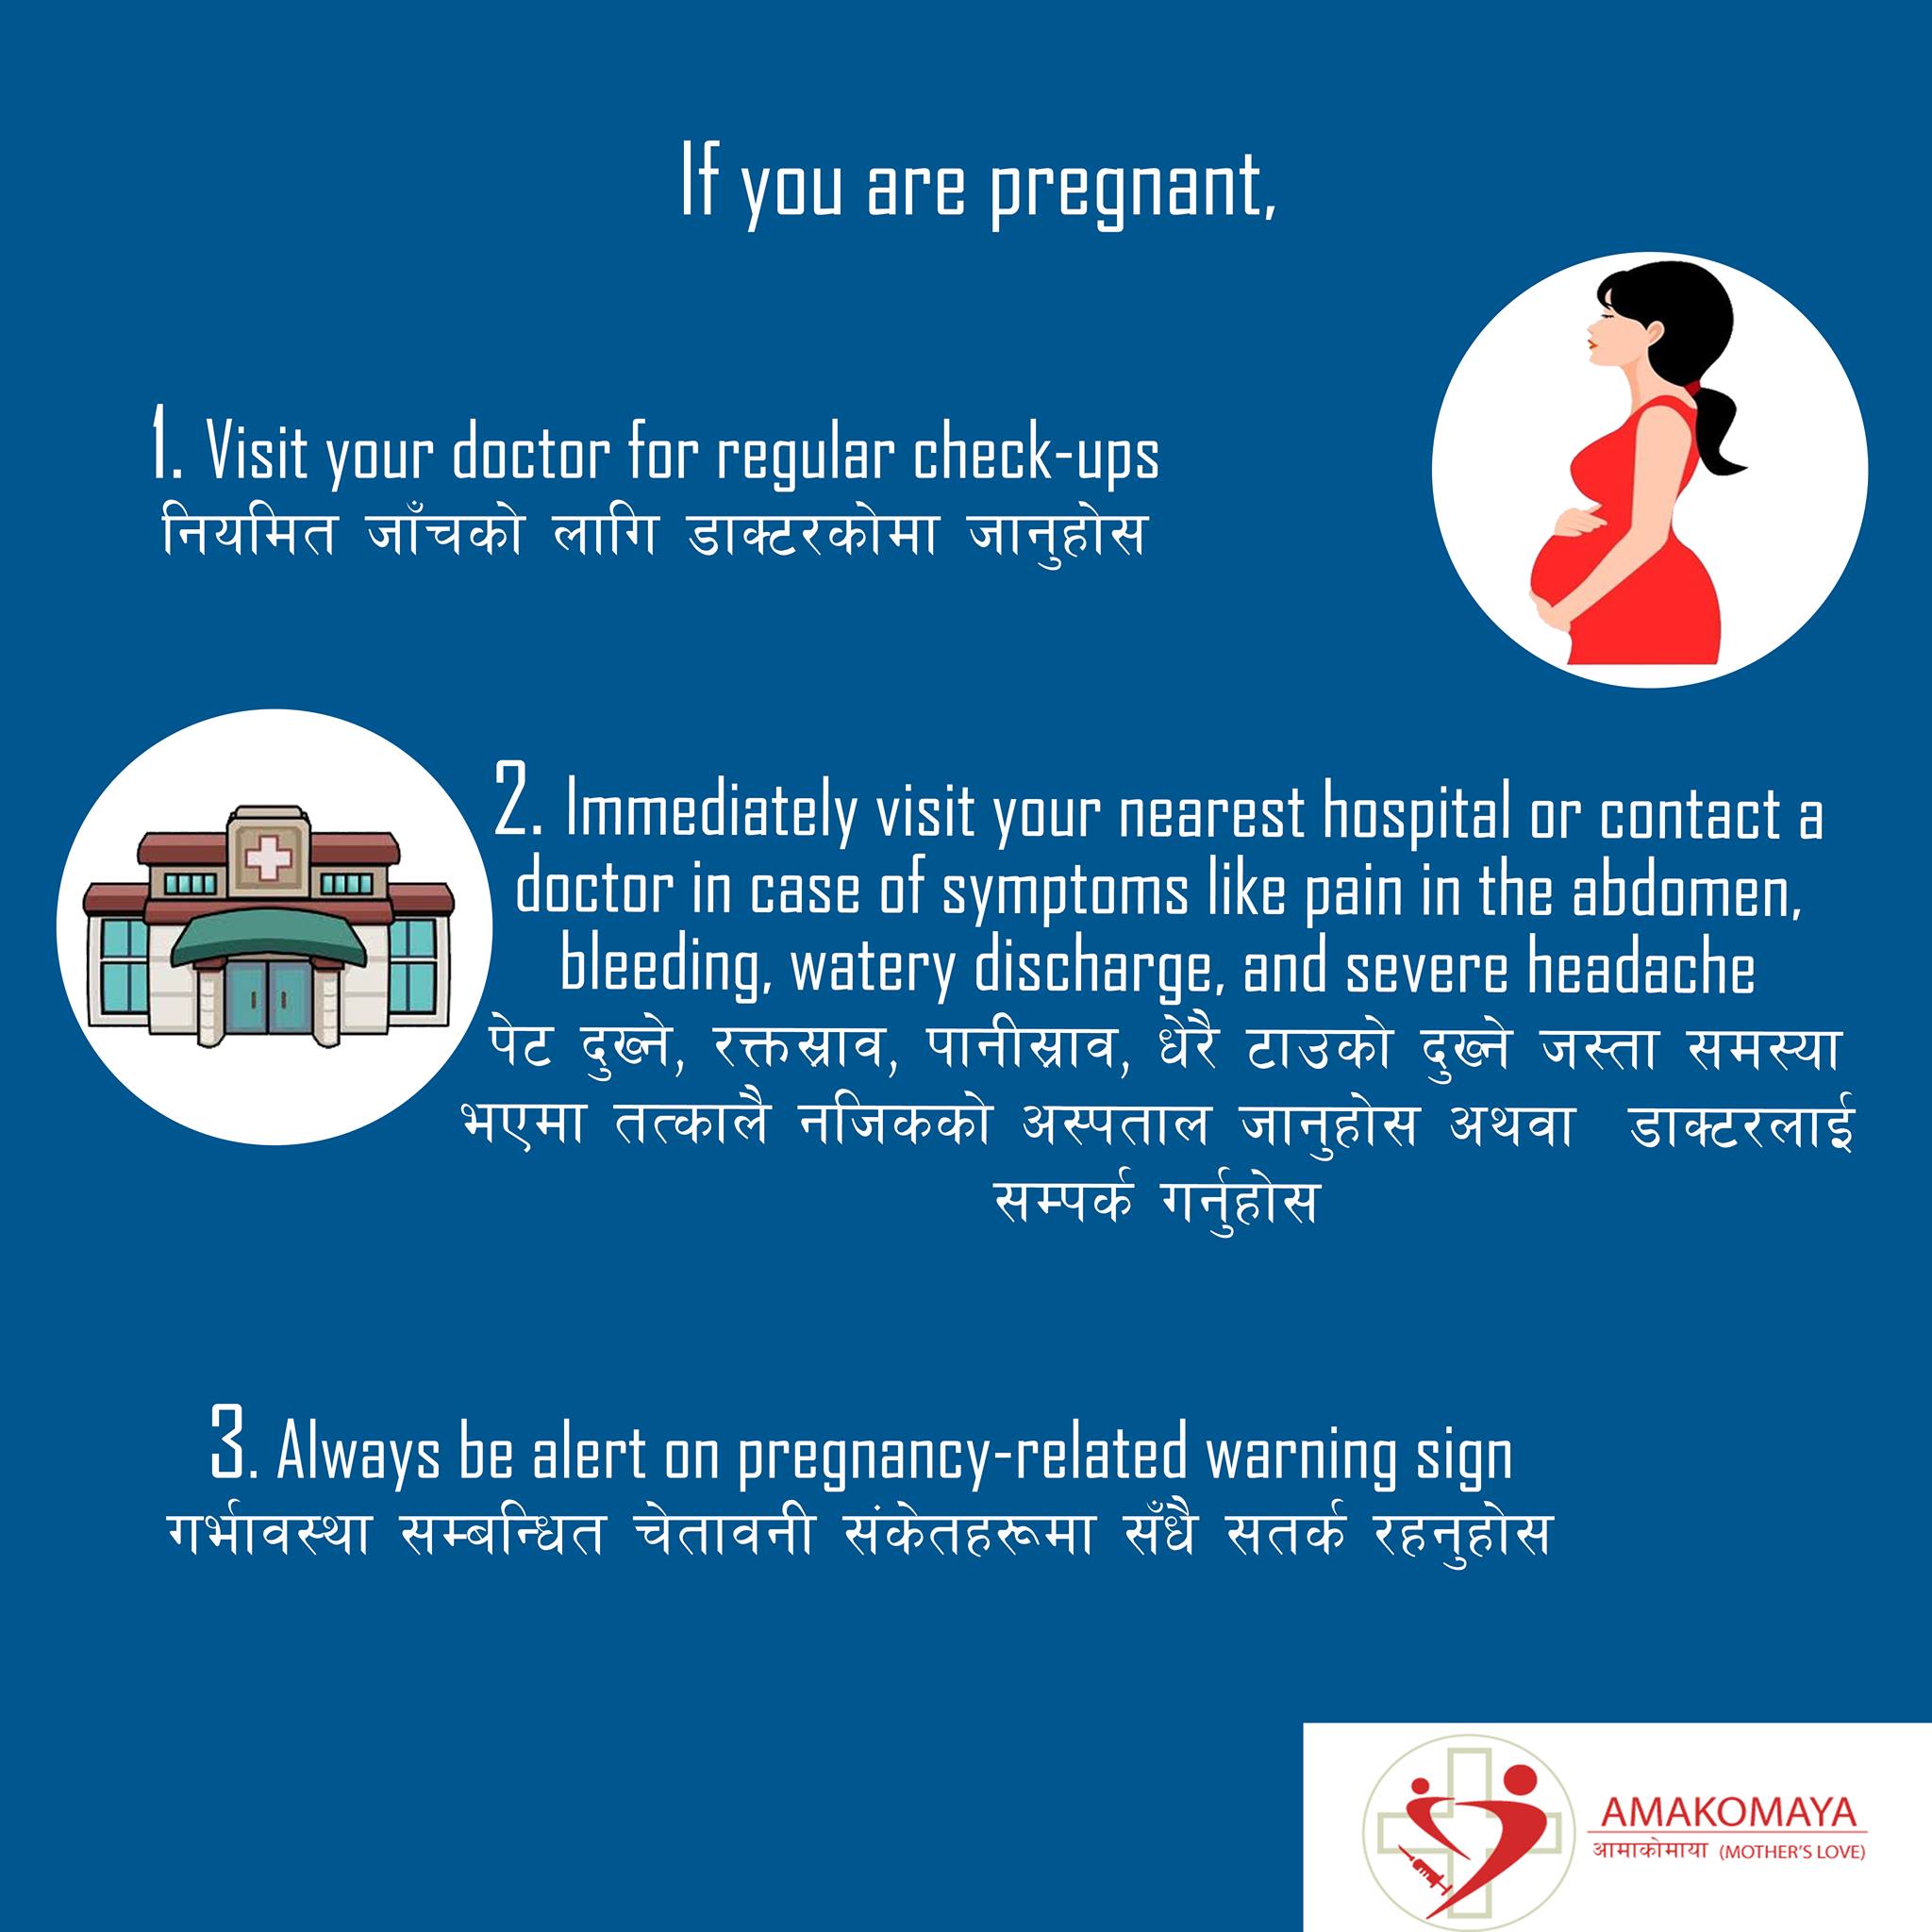 If you are pregnant,
1. Visit your doctor for regular check-ups
नियमित जाँचको लागि डाक्टरकोमा जानुहोस
2. Immediately visit your nearest hospital or contact a
doctor in case of symptoms like pain in the abdomen,
bleeding, watery discharge, and severe headache
पेट दुख्ने, रक्तस्राव, पानीस्राव, धेरै टाउको दुख्ने जस्ता समस्या
भएमा तत्कालै नजिकको अस्पताल जानुहोस अथवा डाक्टरलाई
सम्पर्क गर्नुहोस
3. Always be alert on pregnancy-related warning sign
गर्भावस्था सम्बन्धित चेतावनी संकेतहरूमा सँधै सतर्क रहनुहोस
AMAKOMAYA
आमाकोमाया (MOTHER'S LOVE)